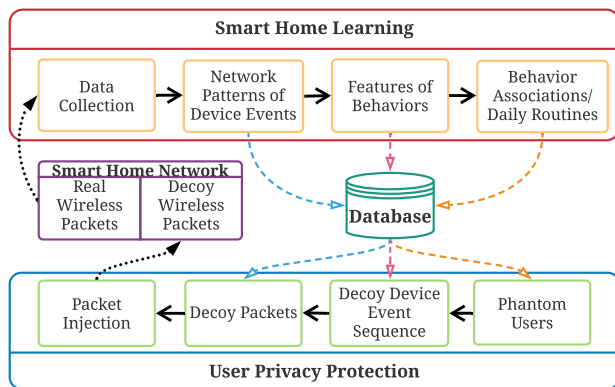 Smart Home Learning
Data
Collection
Network
Patterns of
Device Events
Features of
Behaviors
Behavior
Associations/
Daily Routines
Smart Home Network
Real
Wireless
Packets
Decoy
Wireless
Packets
Database
Packet
Injection
Decoy Packets
Decoy Device
Event
Sequence
Phantom
Users
User Privacy Protection